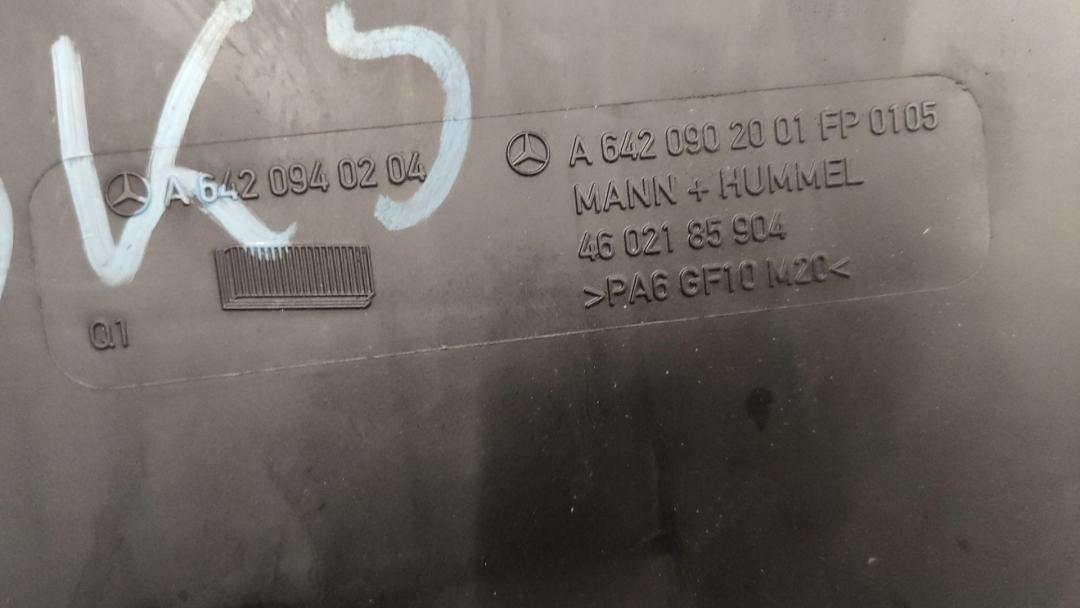 A 642 094 02 04
Q1
A 642 090 20 01 FP 0105
MANN + HUMMEL
46 021 85 904
>PA6 GF10 M20<